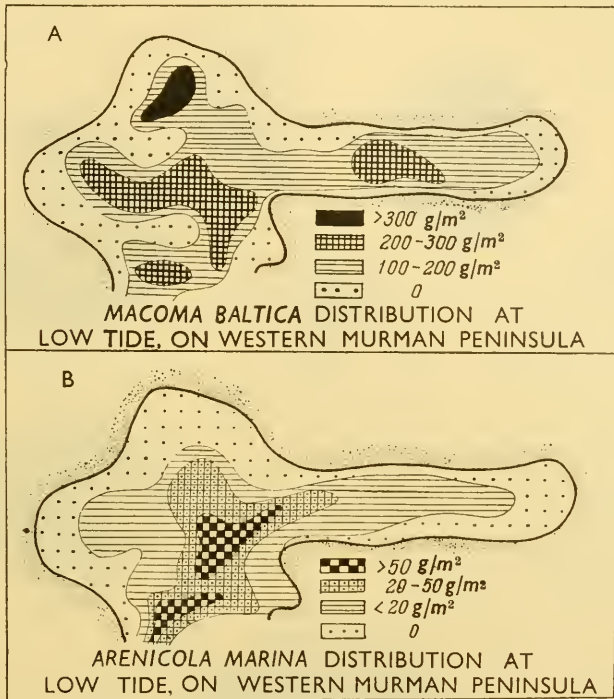 A
>300 g/m²
200-300 g/m²
100-200 g/m²
0
MACOMA BALTICA DISTRIBUTION AT
LOW TIDE, ON WESTERN MURMAN PENINSULA
B
>50 g/m²
20-50 g/m²
<20 g/m²
0
ARENICOLA MARINA DISTRIBUTION AT
LOW TIDE, ON WESTERN MURMAN PENINSULA